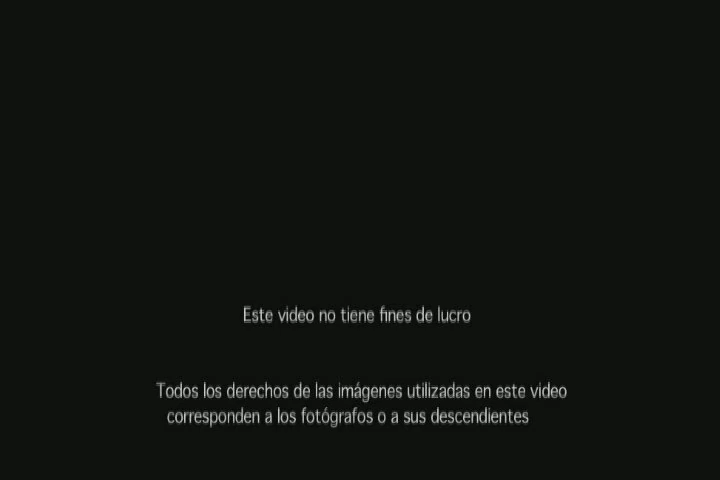 Este video no tiene fines de lucro
Todos los derechos de las imágenes utilizadas en este video
corresponden a los fotógrafos o a sus descendientes